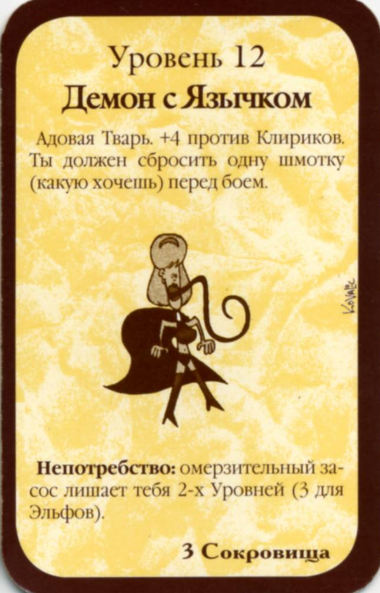 Уровень 12
Демон с Язычком
Адовая Тварь. +4 против Клириков.
Ты должен сбросить одну шмотку
(какую хочешь) перед боем.
Kovalic
Непотребство: омерзительный за-
сос лишает тебя 2-х Уровней (3 для
Эльфов).
3 Сокровища